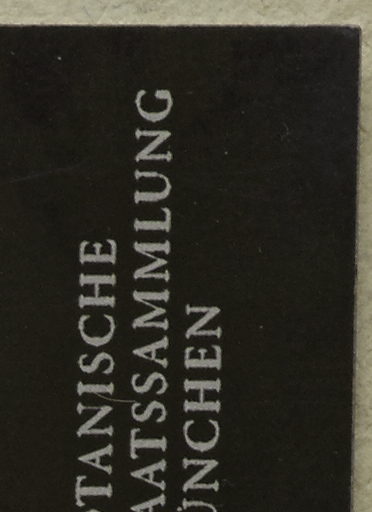 TANISCHE
AATSSAMMLUNG
ÜNCHEN